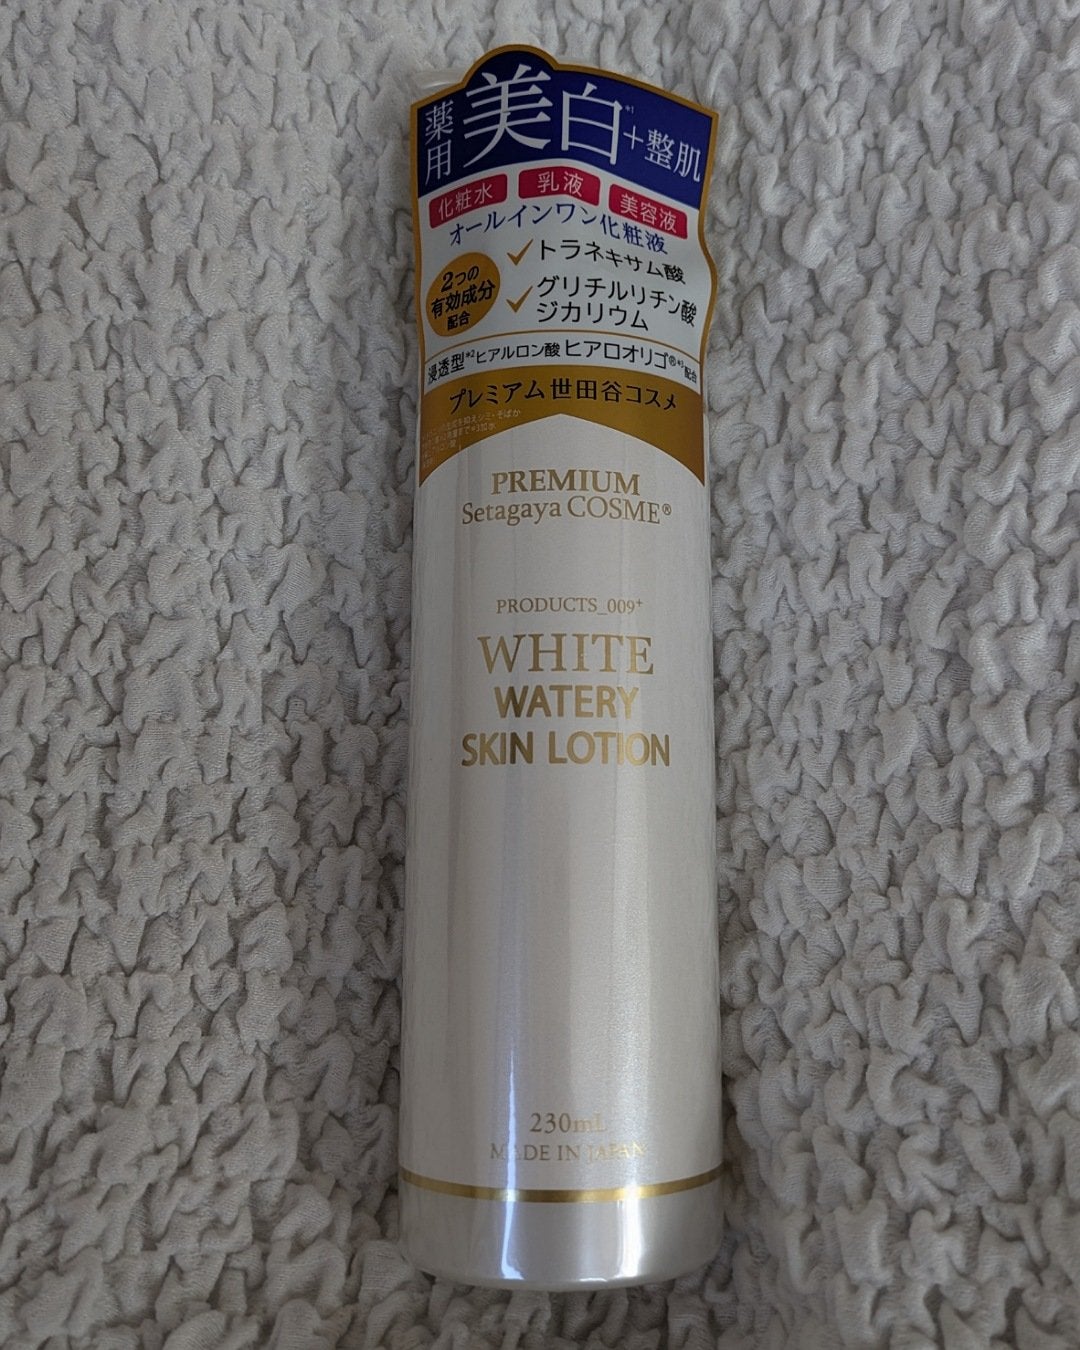 薬用 美白*1+整肌
化粧水 乳液 美容液
オールインワン化粧液
2つの
有効成分
配合
トラネキサム酸
グリチルリチン酸
ジカリウム
浸透型*2ヒアルロン酸 ヒアロオリゴ®*3配合
プレミアム世田谷コスメ
PREMIUM
Setagaya COSME®
PRODUCTS_009+
WHITE
WATERY
SKIN LOTION
230mL
MADE IN JAPAN